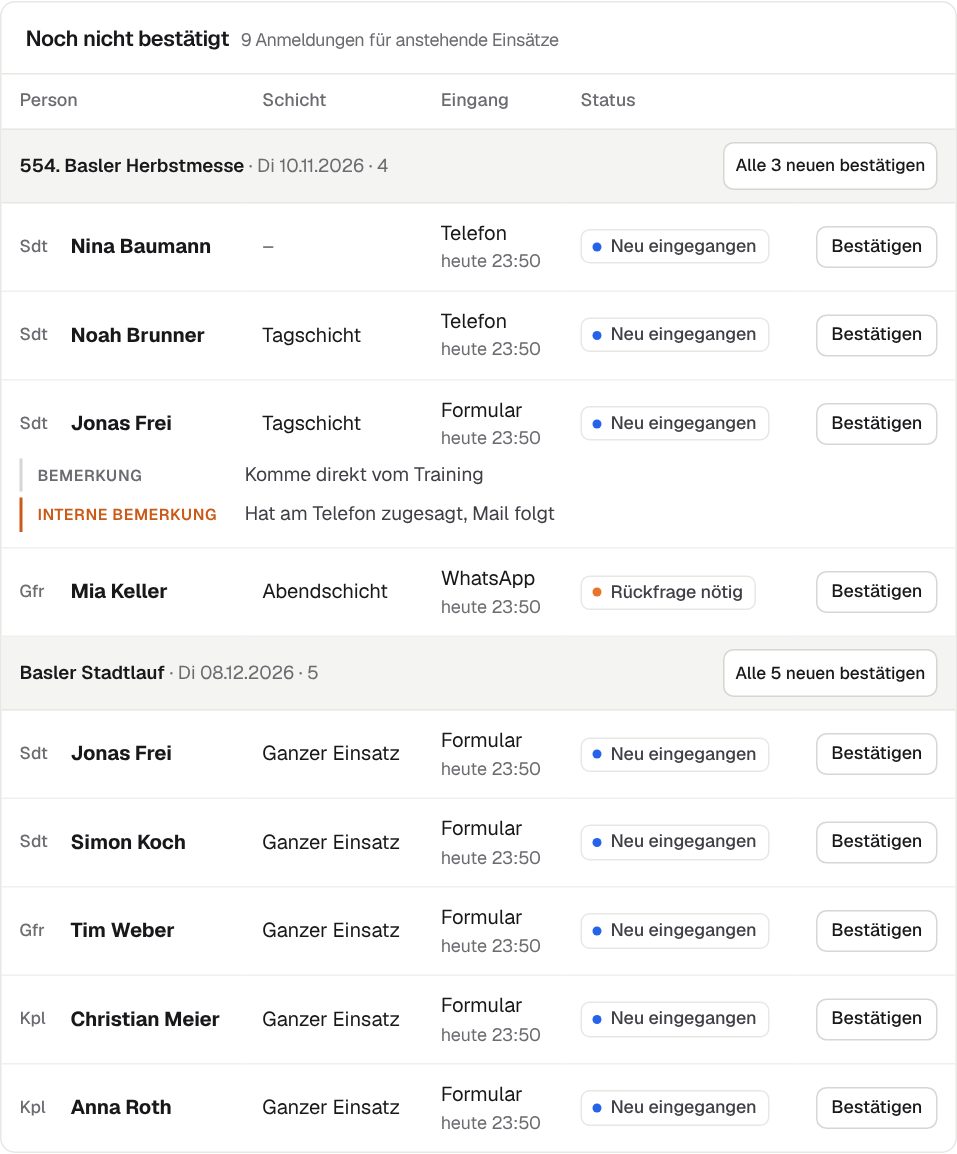 Noch nicht bestätigt 9 Anmeldungen für anstehende Einsätze
Person Schicht Eingang Status
554. Basler Herbstmesse · Di 10.11.2026 · 4 Alle 3 neuen bestätigen
Sdt Nina Baumann – Telefon Neu eingegangen Bestätigen
heute 23:50
Sdt Noah Brunner Tagschicht Telefon Neu eingegangen Bestätigen
heute 23:50
Sdt Jonas Frei Tagschicht Formular Neu eingegangen Bestätigen
heute 23:50
BEMERKUNG Komme direkt vom Training
INTERNE BEMERKUNG Hat am Telefon zugesagt, Mail folgt
Gfr Mia Keller Abendschicht WhatsApp Rückfrage nötig Bestätigen
heute 23:50
Basler Stadtlauf · Di 08.12.2026 · 5 Alle 5 neuen bestätigen
Sdt Jonas Frei Ganzer Einsatz Formular Neu eingegangen Bestätigen
heute 23:50
Sdt Simon Koch Ganzer Einsatz Formular Neu eingegangen Bestätigen
heute 23:50
Gfr Tim Weber Ganzer Einsatz Formular Neu eingegangen Bestätigen
heute 23:50
Kpl Christian Meier Ganzer Einsatz Formular Neu eingegangen Bestätigen
heute 23:50
Kpl Anna Roth Ganzer Einsatz Formular Neu eingegangen Bestätigen
heute 23:50